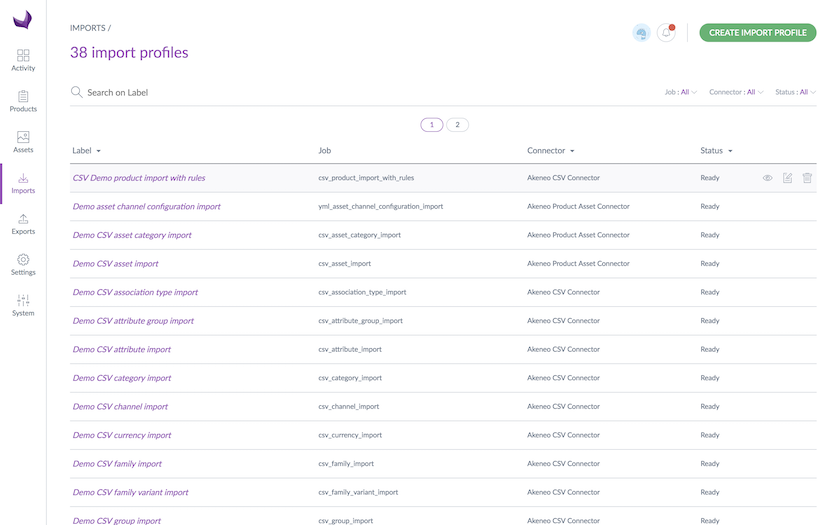 IMPORTS /
38 import profiles
CREATE IMPORT PROFILE
Activity
Products
Assets
Imports
Exports
Settings
System
Search on Label
Job : All
Connector : All
Status : All
1 2
Label Job Connector Status
CSV Demo product import with rules csv_product_import_with_rules Akeneo CSV Connector Ready
Demo asset channel configuration import yml_asset_channel_configuration_import Akeneo Product Asset Connector Ready
Demo CSV asset category import csv_asset_category_import Akeneo Product Asset Connector Ready
Demo CSV asset import csv_asset_import Akeneo Product Asset Connector Ready
Demo CSV association type import csv_association_type_import Akeneo CSV Connector Ready
Demo CSV attribute group import csv_attribute_group_import Akeneo CSV Connector Ready
Demo CSV attribute import csv_attribute_import Akeneo CSV Connector Ready
Demo CSV category import csv_category_import Akeneo CSV Connector Ready
Demo CSV channel import csv_channel_import Akeneo CSV Connector Ready
Demo CSV currency import csv_currency_import Akeneo CSV Connector Ready
Demo CSV family import csv_family_import Akeneo CSV Connector Ready
Demo CSV family variant import csv_family_variant_import Akeneo CSV Connector Ready
Demo CSV group import csv_group_import Akeneo CSV Connector Ready